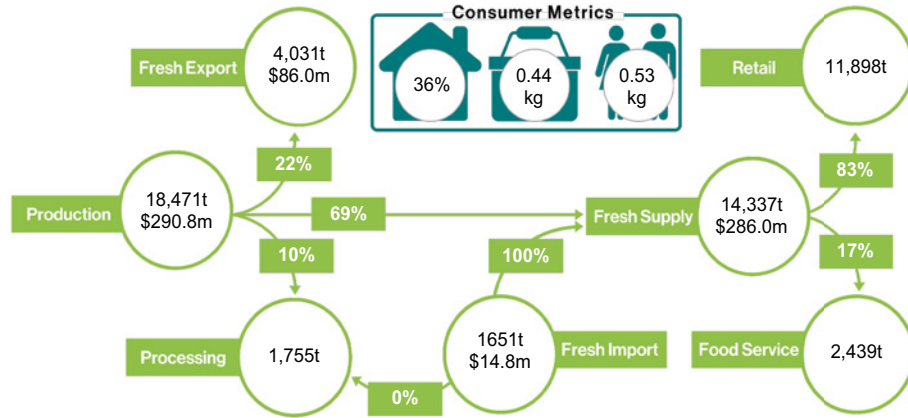 Consumer Metrics
Fresh Export
4,031t
$86.0m
36%
0.44
kg
0.53
kg
Retail
11,898t
22%
83%
Production
18,471t
$290.8m
69%
Fresh Supply
14,337t
$286.0m
10%
100%
17%
Processing
1,755t
1651t
$14.8m
Fresh Import
Food Service
2,439t
0%